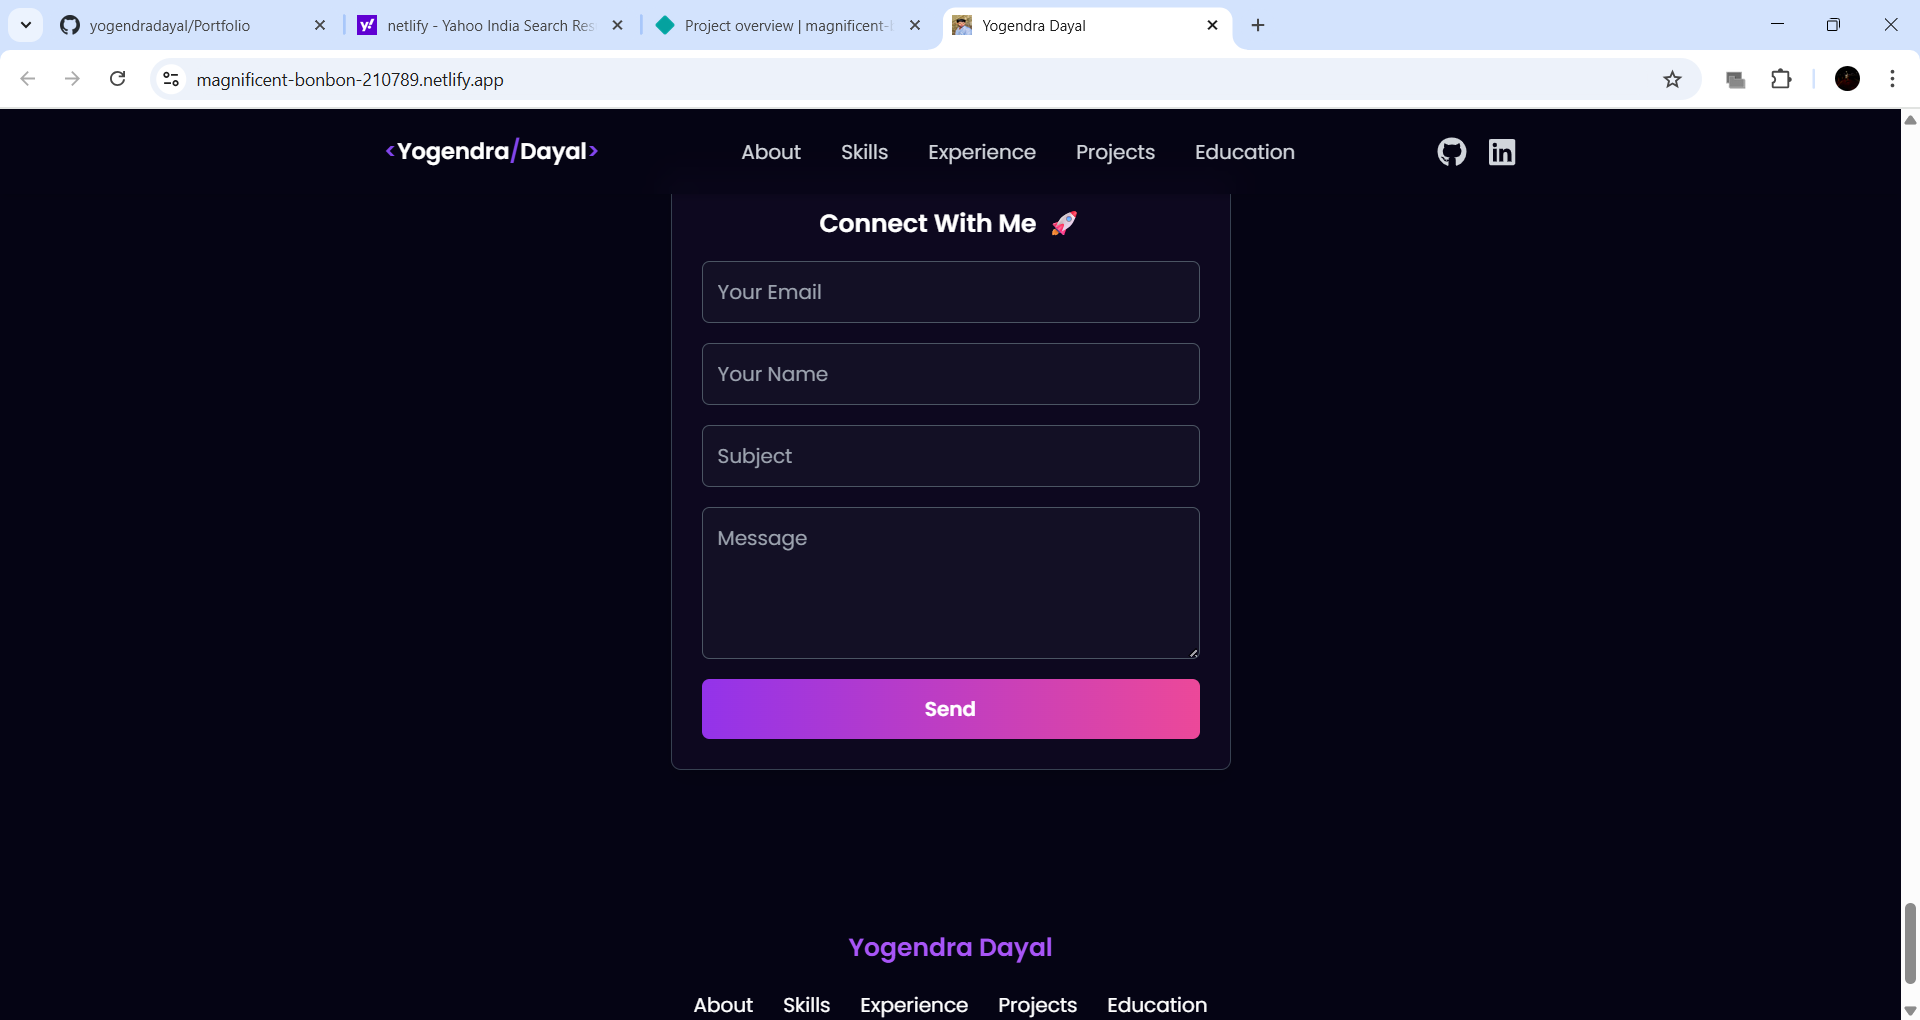 yogendradayal/Portfolio
netlify - Yahoo India Search Res
Project overview | magnificent-b
Yogendra Dayal
magnificent-bonbon-210789.netlify.app
<Yogendra/Dayal>
About Skills Experience Projects Education
Connect With Me 🚀
Your Email
Your Name
Subject
Message
Send
Yogendra Dayal
About Skills Experience Projects Education